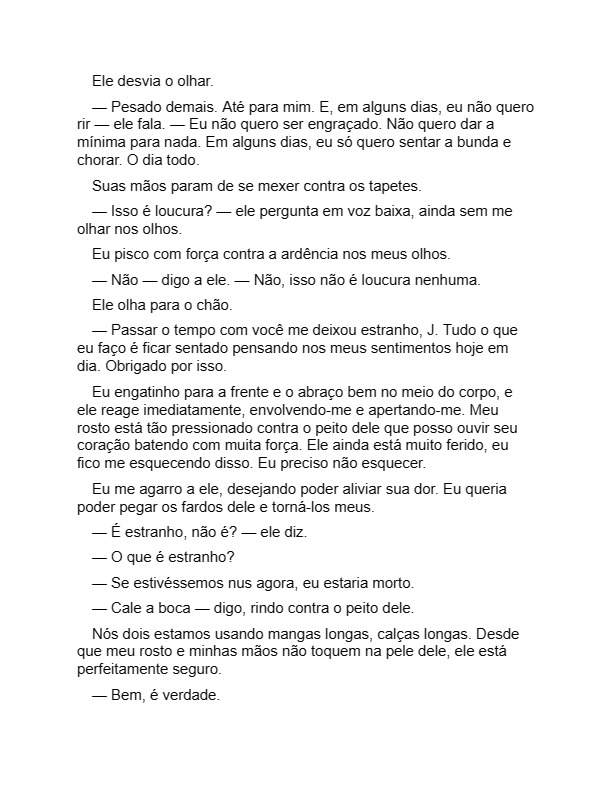 Ele desvia o olhar.
— Pesado demais. Até para mim. E, em alguns dias, eu não quero
rir — ele fala. — Eu não quero ser engraçado. Não quero dar a
mínima para nada. Em alguns dias, eu só quero sentar a bunda e
chorar. O dia todo.
Suas mãos param de se mexer contra os tapetes.
— Isso é loucura? — ele pergunta em voz baixa, ainda sem me
olhar nos olhos.
Eu pisco com força contra a ardência nos meus olhos.
— Não — digo a ele. — Não, isso não é loucura nenhuma.
Ele olha para o chão.
— Passar o tempo com você me deixou estranho, J. Tudo o que
eu faço é ficar sentado pensando nos meus sentimentos hoje em
dia. Obrigado por isso.
Eu engatinho para a frente e o abraço bem no meio do corpo, e
ele reage imediatamente, envolvendo-me e apertando-me. Meu
rosto está tão pressionado contra o peito dele que posso ouvir seu
coração batendo com muita força. Ele ainda está muito ferido, eu
fico me esquecendo disso. Eu preciso não esquecer.
Eu me agarro a ele, desejando poder aliviar sua dor. Eu queria
poder pegar os fardos dele e torná-los meus.
— É estranho, não é? — ele diz.
— O que é estranho?
— Se estivéssemos nus agora, eu estaria morto.
— Cale a boca — digo, rindo contra o peito dele.
Nós dois estamos usando mangas longas, calças longas. Desde
que meu rosto e minhas mãos não toquem na pele dele, ele está
perfeitamente seguro.
— Bem, é verdade.